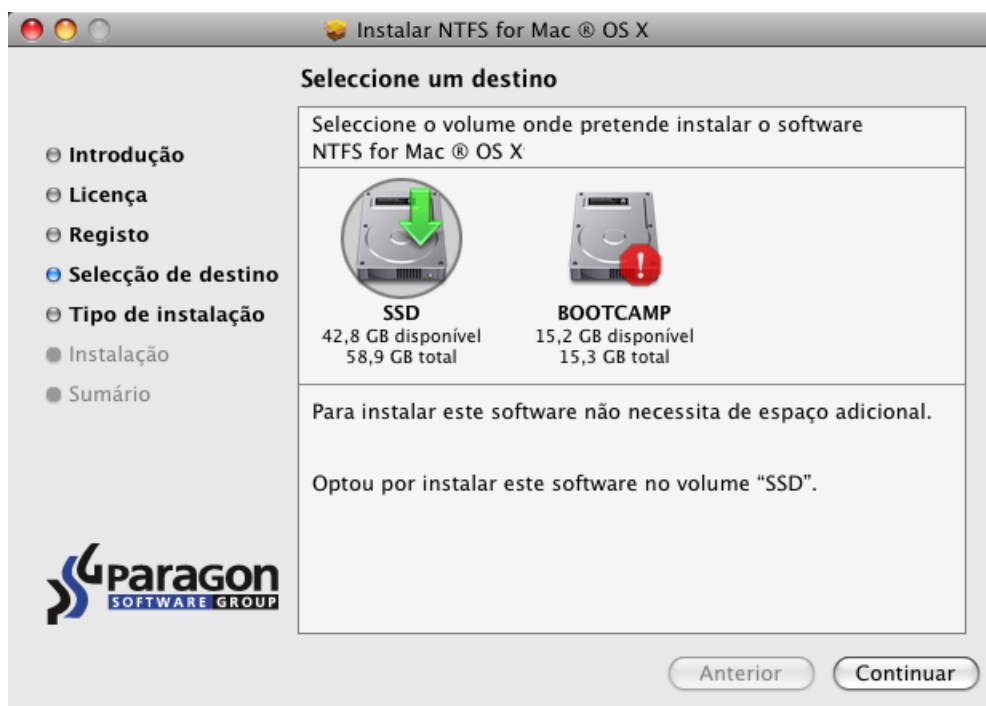 Instalar NTFS for Mac ® OS X
Seleccione um destino
Introdução
Licença
Registo
Selecção de destino
Tipo de instalação
Instalação
Sumário
Seleccione o volume onde pretende instalar o software
NTFS for Mac ® OS X
SSD
42,8 GB disponível
58,9 GB total
BOOTCAMP
15,2 GB disponível
15,3 GB total
Para instalar este software não necessita de espaço adicional.
Optou por instalar este software no volume “SSD”.
Paragon
SOFTWARE GROUP
Anterior
Continuar